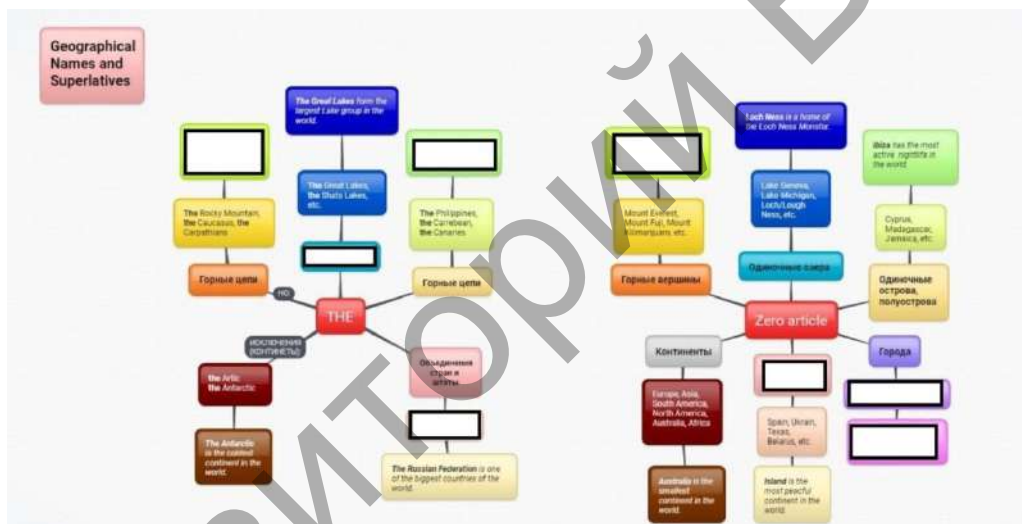 Geographical
Names and
Superlatives
The Great Lakes form the
largest Lake group in the
world.
The Great Lakes,
the Shats Lakes,
etc.
The Rocky Mountain,
the Caucasus, the
Carpathians
The Philippines,
the Carrebean,
the Canaries
Горные цепи
Горные цепи
НО
THE
ИСКЛЮЧЕНИЯ
(КОНТИНЕТЫ)
the Artic
the Antarctic
The Antarctic
is the coldest
continent in the
world.
Объединения
стран и
штаты
The Russian Federation is one
of the biggest countries of the
world.
Loch Ness is a home of
the Loch Ness Monstar.
Ibiza has the most
active nightlife in
the world
Mount Everest,
Mount Fuji, Mount
Kilimanjaro, etc.
Lake Geneva,
Lake Michigan,
Loch/Lough
Ness, etc.
Cyprus,
Madagascar,
Jamaica, etc.
Горные вершины
Одиночные озера
Одиночные
острова,
полуострова
Zero article
Континенты
Города
Europe, Asia,
South America,
North America,
Australia, Africa
Australia is the
smallest
continent in the
world.
Spain, Ukrain,
Texas,
Belarus, etc.
Island is the
most peacful
continent in the
world.
ИТОРИЙ Б